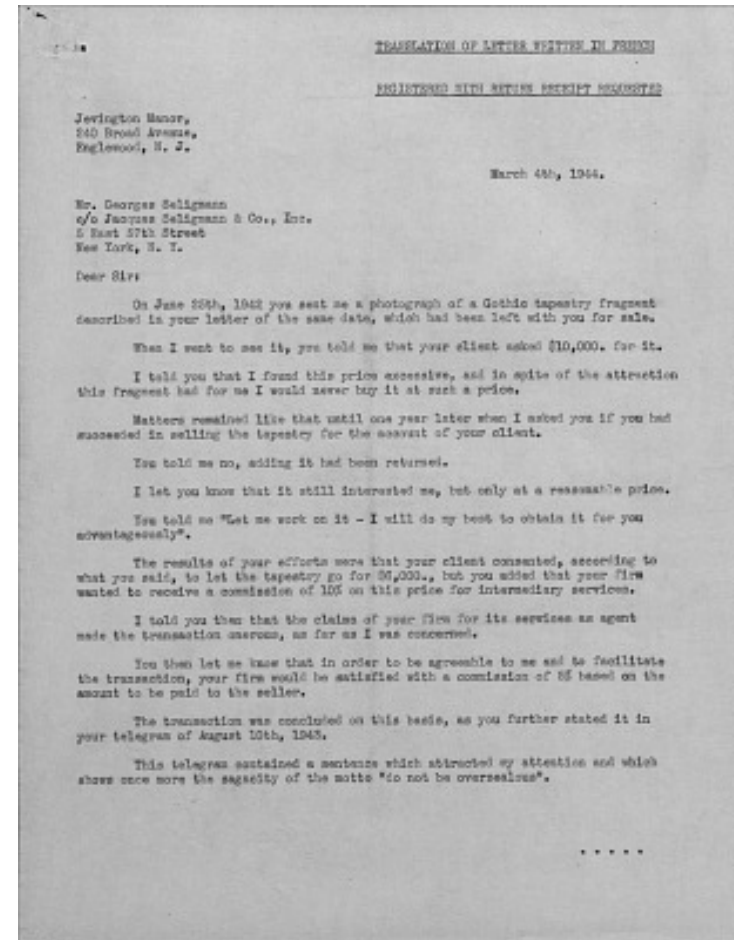 TRANSLATION OF LETTER WRITTEN IN FRENCH
REGISTERED WITH RETURN RECEIPT REQUESTED
Jevington Manor,
240 Broad Avenue,
Englewood, N. J.
March 4th, 1944.
Mr. Georges Seligmann
c/o Jacques Seligmann & Co., Inc.
5 East 57th Street
New York, N. Y.
Dear Sir:
On June 25th, 1942 you sent me a photograph of a Gothic tapestry fragment
described in your letter of the same date, which had been left with you for sale.
When I went to see it, you told me that your client asked $10,000. for it.
I told you that I found this price excessive, and in spite of the attraction
this fragment had for me I would never buy it at such a price.
Matters remained like that until one year later when I asked you if you had
succeeded in selling the tapestry for the account of your client.
You told me no, adding it had been returned.
I let you know that it still interested me, but only at a reasonable price.
You told me "Let me work on it - I will do my best to obtain it for you
advantageously".
The results of your efforts were that your client consented, according to
what you said, to let the tapestry go for $6,000., but you added that your firm
wanted to receive a commission of 10% on this price for intermediary services.
I told you then that the claims of your firm for its services as agent
made the transaction onerous, as far as I was concerned.
You then let me know that in order to be agreeable to me and to facilitate
the transaction, your firm would be satisfied with a commission of 5% based on the
amount to be paid to the seller.
The transaction was concluded on this basis, as you further stated it in
your telegram of August 10th, 1943.
This telegram contained a sentence which attracted my attention and which
shows once more the sagacity of the motto "do not be overzealous".
. . . . .